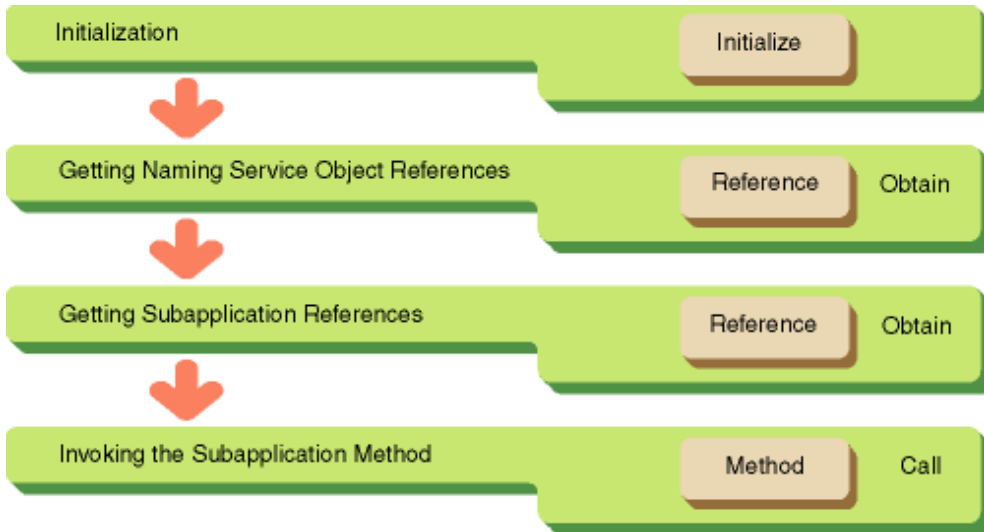 Initialization
Initialize
Getting Naming Service Object References
Reference
Obtain
Getting Subapplication References
Reference
Obtain
Invoking the Subapplication Method
Method
Call